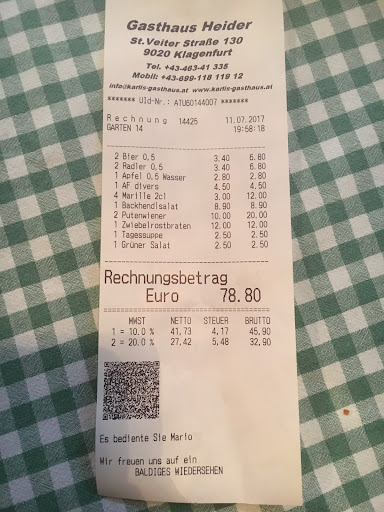 Gasthaus Heider
St.Veiter Straße 130
9020 Klagenfurt
Tel. +43-463-41 335
Mobil: +43-699-118 119 12
info@karlis-gasthaus.at www.karlis-gasthaus.at
******* Uid-Nr.: ATU60144007 *******
Rechnung 14425 11.07.2017
GARTEN 14 19:58:18
2 Bier 0,5 3.40 6.80
2 Radler 0,5 3.40 6.80
1 Apfel 0,5 Wasser 2.80 2.80
1 AF divers 4.50 4.50
4 Marille 2cl 3.00 12.00
1 Backhendlsalat 8.90 8.90
2 Putenwiener 10.00 20.00
1 Zwiebelrostbraten 12.00 12.00
1 Tagessuppe 2.50 2.50
1 Grüner Salat 2.50 2.50
Rechnungsbetrag
Euro 78.80
MWST NETTO STEUER BRUTTO
1 = 10.0 % 41,73 4,17 45,90
2 = 20.0 % 27,42 5,48 32,90
Es bediente Sie Mario
Wir freuen uns auf ein
BALDIGES WIEDERSEHEN